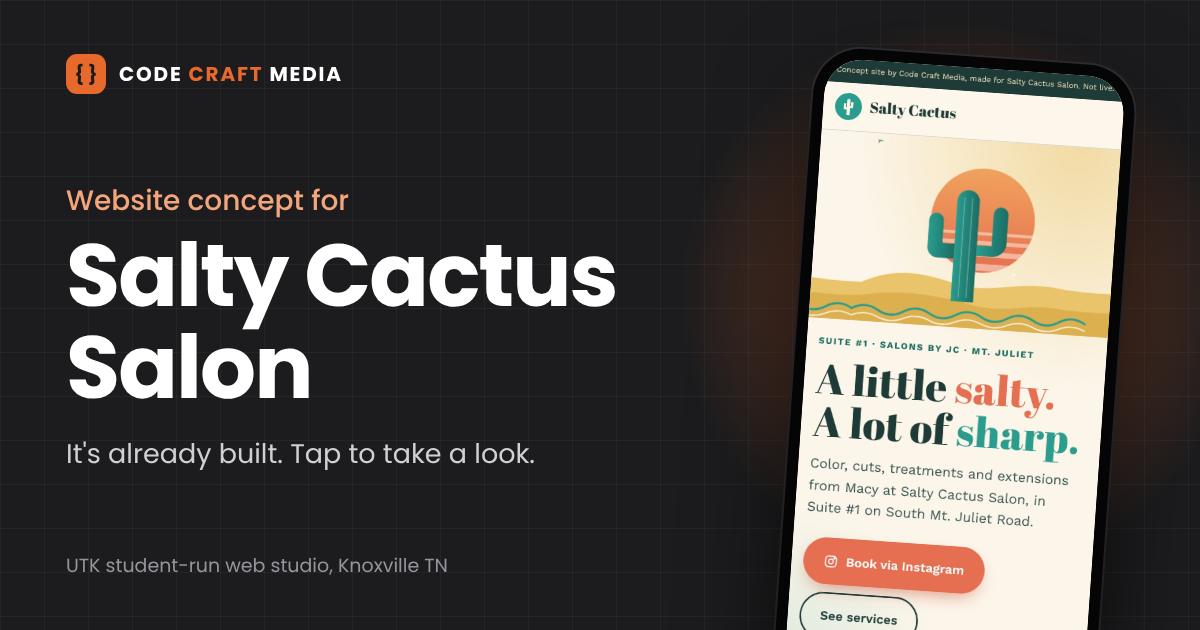 { } CODE CRAFT MEDIA
Website concept for
Salty Cactus
Salon
It's already built. Tap to take a look.
UTK student-run web studio, Knoxville TN
Concept site by Code Craft Media, made for Salty Cactus Salon. Not live.
Salty Cactus
SUITE #1 · SALONS BY JC · MT. JULIET
A little salty.
A lot of sharp.
Color, cuts, treatments and extensions
from Macy at Salty Cactus Salon, in
Suite #1 on South Mt. Juliet Road.
Book via Instagram
See services